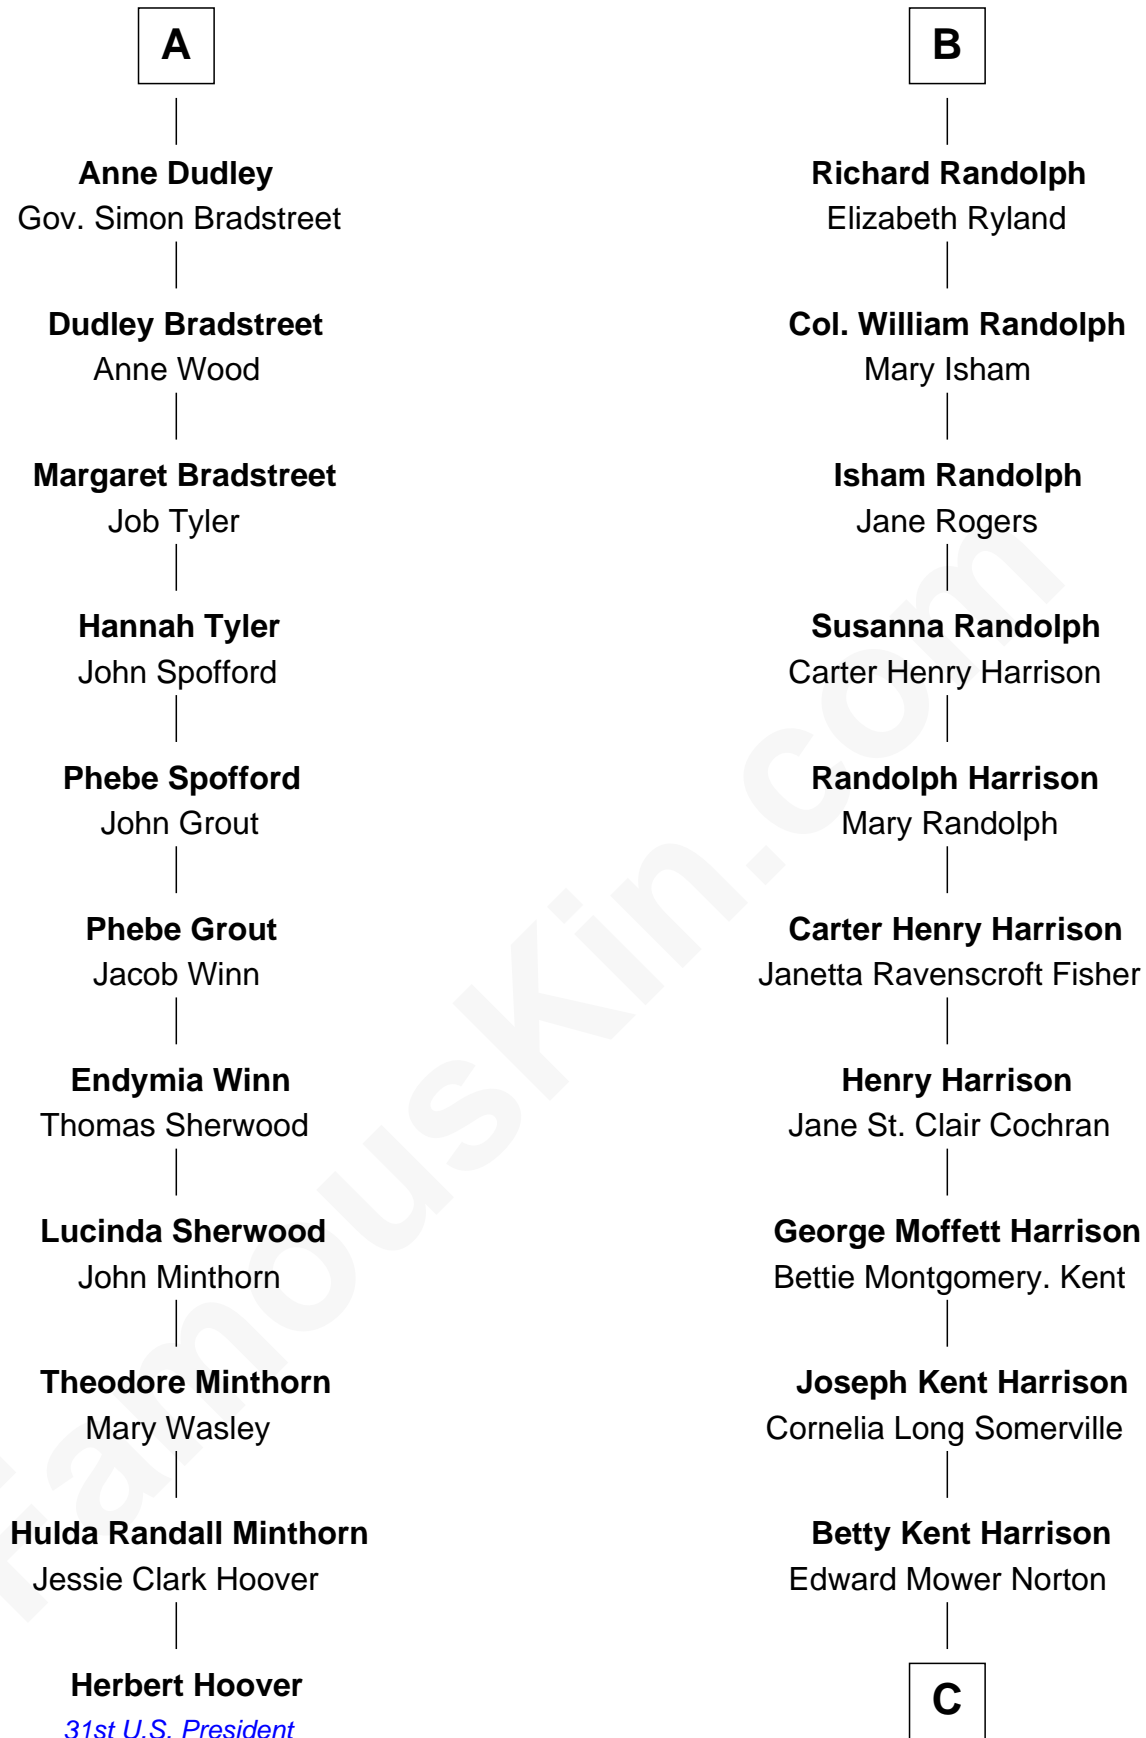 A
Anne Dudley
Gov. Simon Bradstreet
Dudley Bradstreet
Anne Wood
Margaret Bradstreet
Job Tyler
Hannah Tyler
John Spofford
Phebe Spofford
John Grout
Phebe Grout
Jacob Winn
Endymia Winn
Thomas Sherwood
Lucinda Sherwood
John Minthorn
Theodore Minthorn
Mary Wasley
Hulda Randall Minthorn
Jessie Clark Hoover
Herbert Hoover
31st U.S. President
B
Richard Randolph
Elizabeth Ryland
Col. William Randolph
Mary Isham
Isham Randolph
Jane Rogers
Susanna Randolph
Carter Henry Harrison
Randolph Harrison
Mary Randolph
Carter Henry Harrison
Janetta Ravenscroft Fisher
Henry Harrison
Jane St. Clair Cochran
George Moffett Harrison
Bettie Montgomery. Kent
Joseph Kent Harrison
Cornelia Long Somerville
Betty Kent Harrison
Edward Mower Norton
C
FamousKin.com